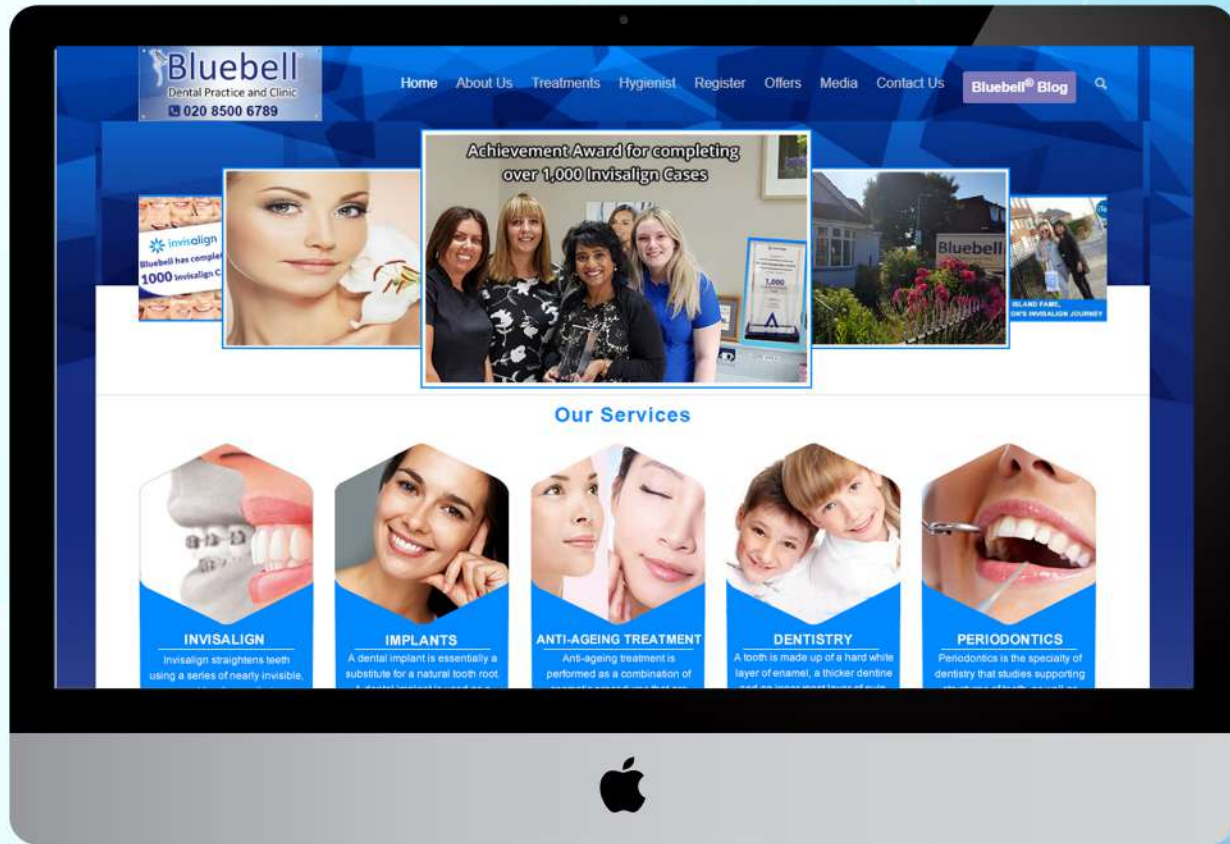 Bluebell
Dental Practice and Clinic
020 8500 6789
Home About Us Treatments Hygienist Register Offers Media Contact Us Bluebell® Blog
Achievement Award for completing
over 1,000 Invisalign Cases
invisalign
Bluebell has complet
1000 Invisalign C
1,000
Bluebell
ISLAND FAME,
ON'S INVISALIGN JOURNEY
Our Services
INVISALIGN
Invisalign straightens teeth
using a series of nearly invisible,
IMPLANTS
A dental implant is essentially a
substitute for a natural tooth root.
A dental implant is used as a
ANTI-AGEING TREATMENT
Anti-ageing treatment is
performed as a combination of
DENTISTRY
A tooth is made up of a hard white
layer of enamel, a thicker dentine
PERIODONTICS
Periodontics is the specialty of
dentistry that studies supporting